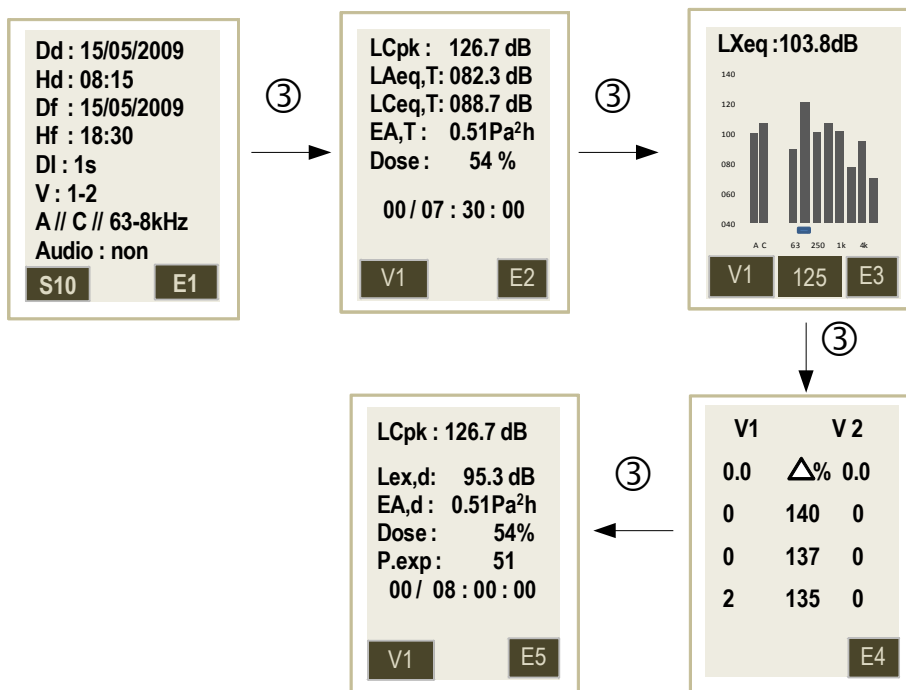 Dd : 15/05/2009
Hd : 08:15
Df : 15/05/2009
Hf : 18:30
DI : 1s
V : 1-2
A // C // 63-8kHz
Audio : non
S10 E1
③
LCpk : 126.7 dB
LAeq,T: 082.3 dB
LCeq,T: 088.7 dB
EA,T : 0.51Pa²h
Dose : 54 %
00 / 07 : 30 : 00
V1 E2
③
LXeq :103.8dB
140
120
100
080
060
040
A C 63 250 1k 4k
V1 125 E3
③
V1 V 2
0.0 △% 0.0
0 140 0
0 137 0
2 135 0
E4
③
LCpk : 126.7 dB
Lex,d: 95.3 dB
EA,d : 0.51Pa²h
Dose : 54%
P.exp : 51
00 / 08 : 00 : 00
V1 E5